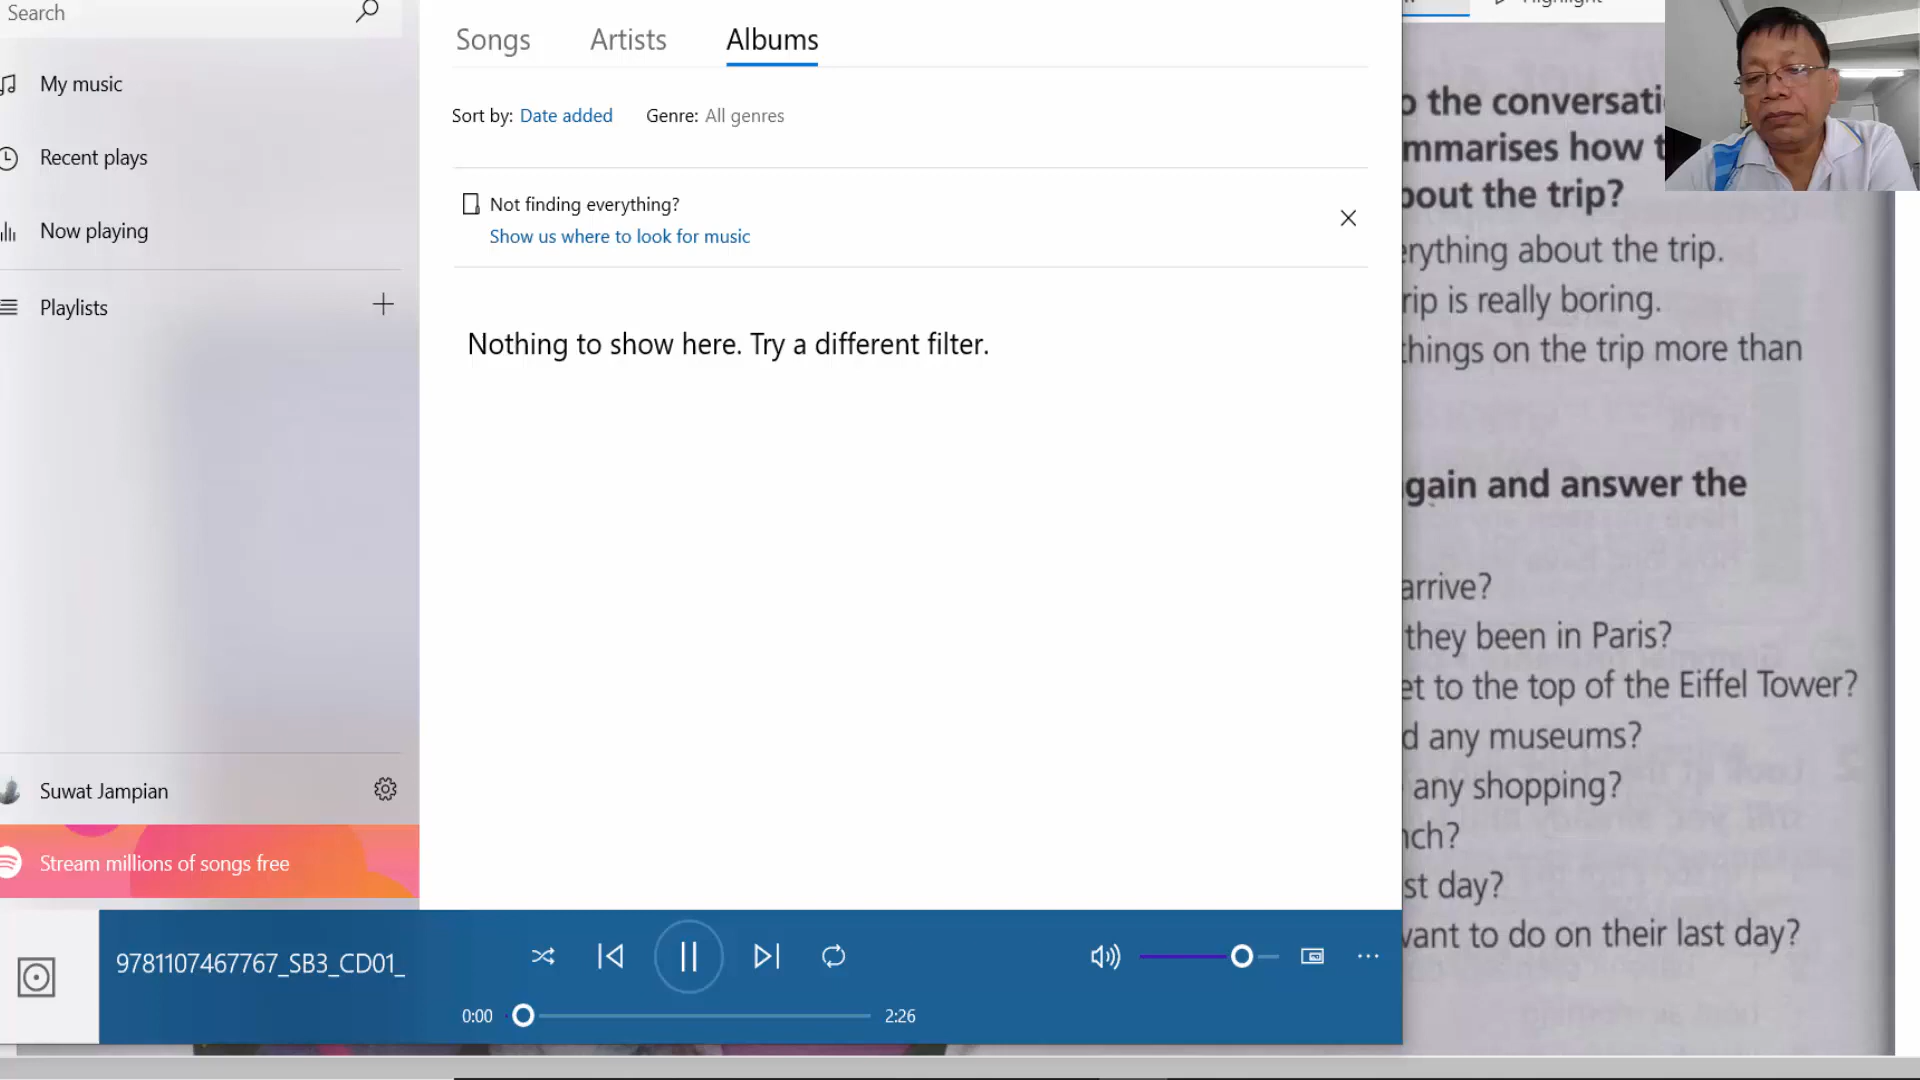 Search
My music
Recent plays
Now playing
Playlists
Suwat Jampian
Stream millions of songs free
Songs
Artists
Albums
Sort by: Date added
Genre: All genres
Not finding everything?
Show us where to look for music
Nothing to show here. Try a different filter.
9781107467767_SB3_CD01_
0:00
2:26
Highlight
the conversati
mmarises how
bout the trip?
erything about the trip.
rip is really boring.
things on the trip more than
gain and answer the
arrive?
they been in Paris?
et to the top of the Eiffel Tower?
d any museums?
any shopping?
nch?
st day?
want to do on their last day?